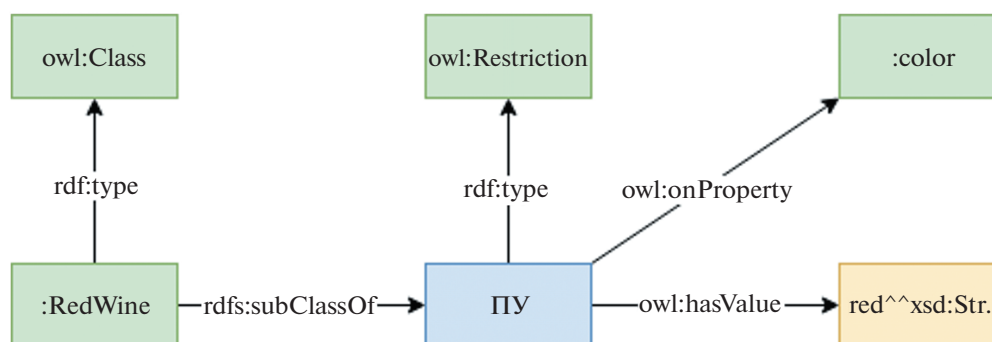 owl:Class
owl:Restriction
:color
rdf:type
rdf:type
owl:onProperty
:RedWine
rdfs:subClassOf
ПУ
owl:hasValue
red^^xsd:Str.